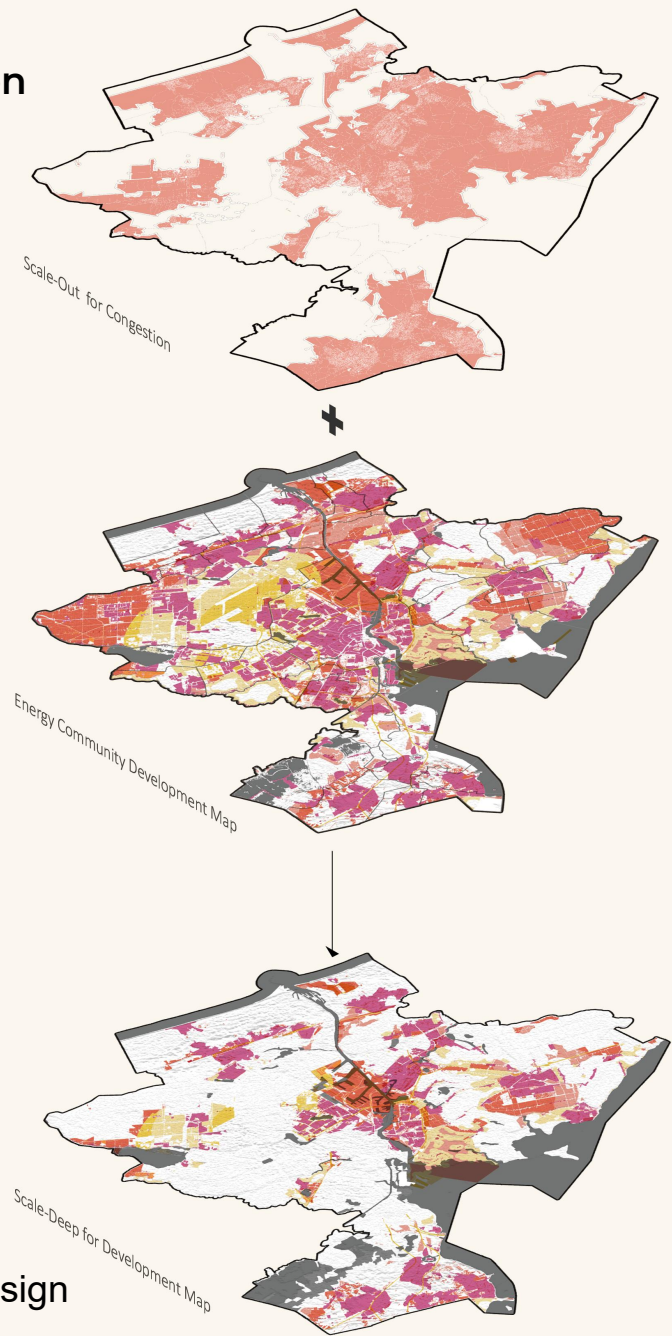 n
Scale-Out for Congestion
+
Energy Community Development Map
Scale-Deep for Development Map
sign